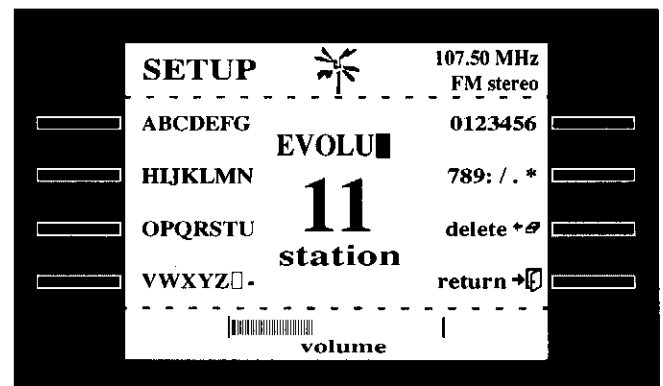 SETUP
107.50 MHz
FM stereo
ABCDEFG
EVOLU
0123456
HIJKLMN
11
789: / . *
OPQRSTU
station
delete
VWXYZ▯-
return
volume